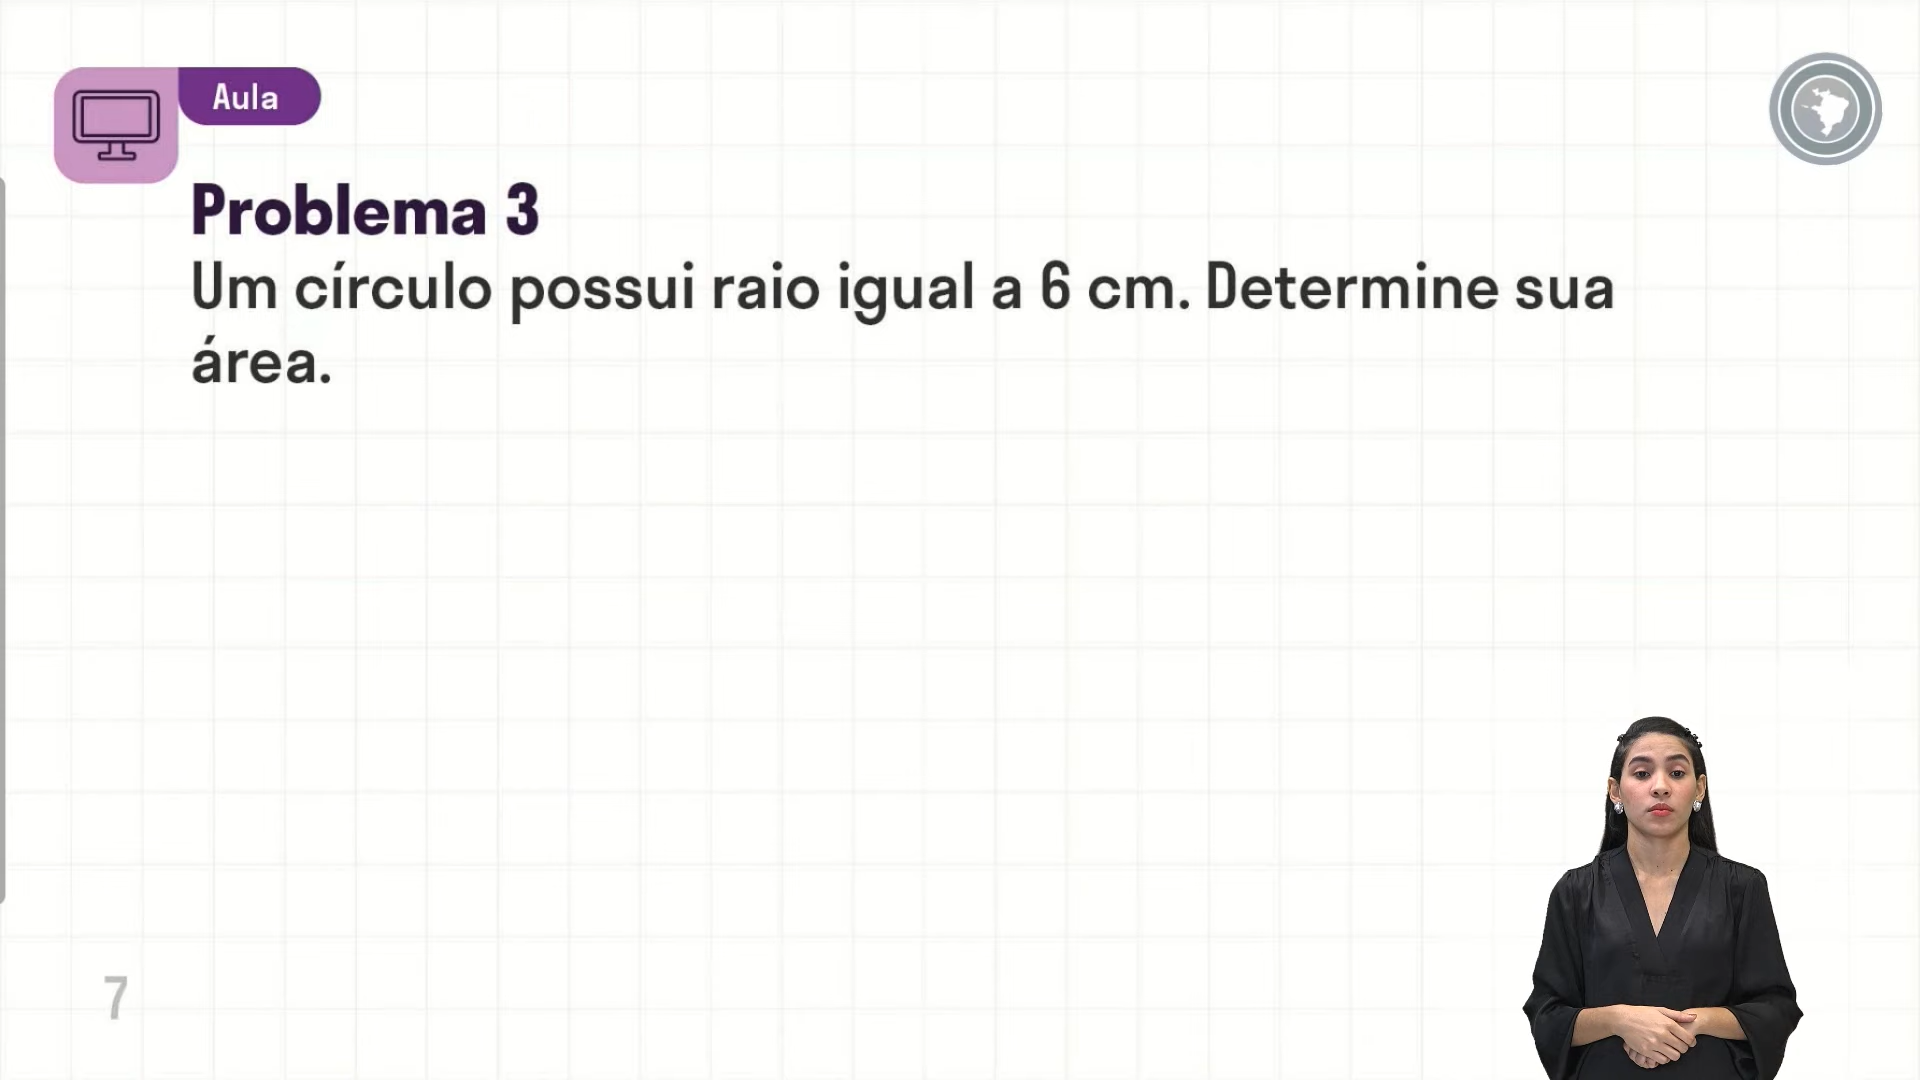 Aula
Problema 3
Um círculo possui raio igual a 6 cm. Determine sua
área.
7